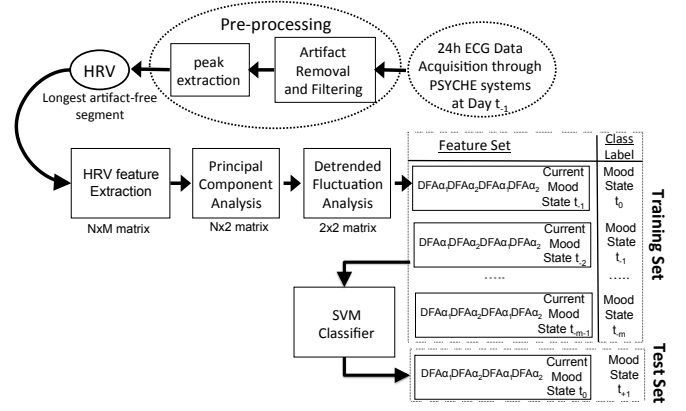 Pre-processing
24h ECG Data
Acquisition through
PSYCHE systems
at Day t-1
Artifact
Removal
and Filtering
peak
extraction
HRV
Longest artifact-free
segment
HRV feature
Extraction
NxM matrix
Principal
Component
Analysis
Nx2 matrix
Detrended
Fluctuation
Analysis
2x2 matrix
Feature Set
Class
Label
DFAα1DFAα2DFAα1DFAα2
Current
Mood
State t-1
Mood
State
t0
DFAα1DFAα2DFAα1DFAα2
Current
Mood
State t-2
Mood
State
t-1
.....
.....
DFAα1DFAα2DFAα1DFAα2
Current
Mood
State t-m-1
Mood
State
t-m
Training Set
SVM
Classifier
DFAα1DFAα2DFAα1DFAα2
Current
Mood
State t0
Mood
State
t+1
Test Set